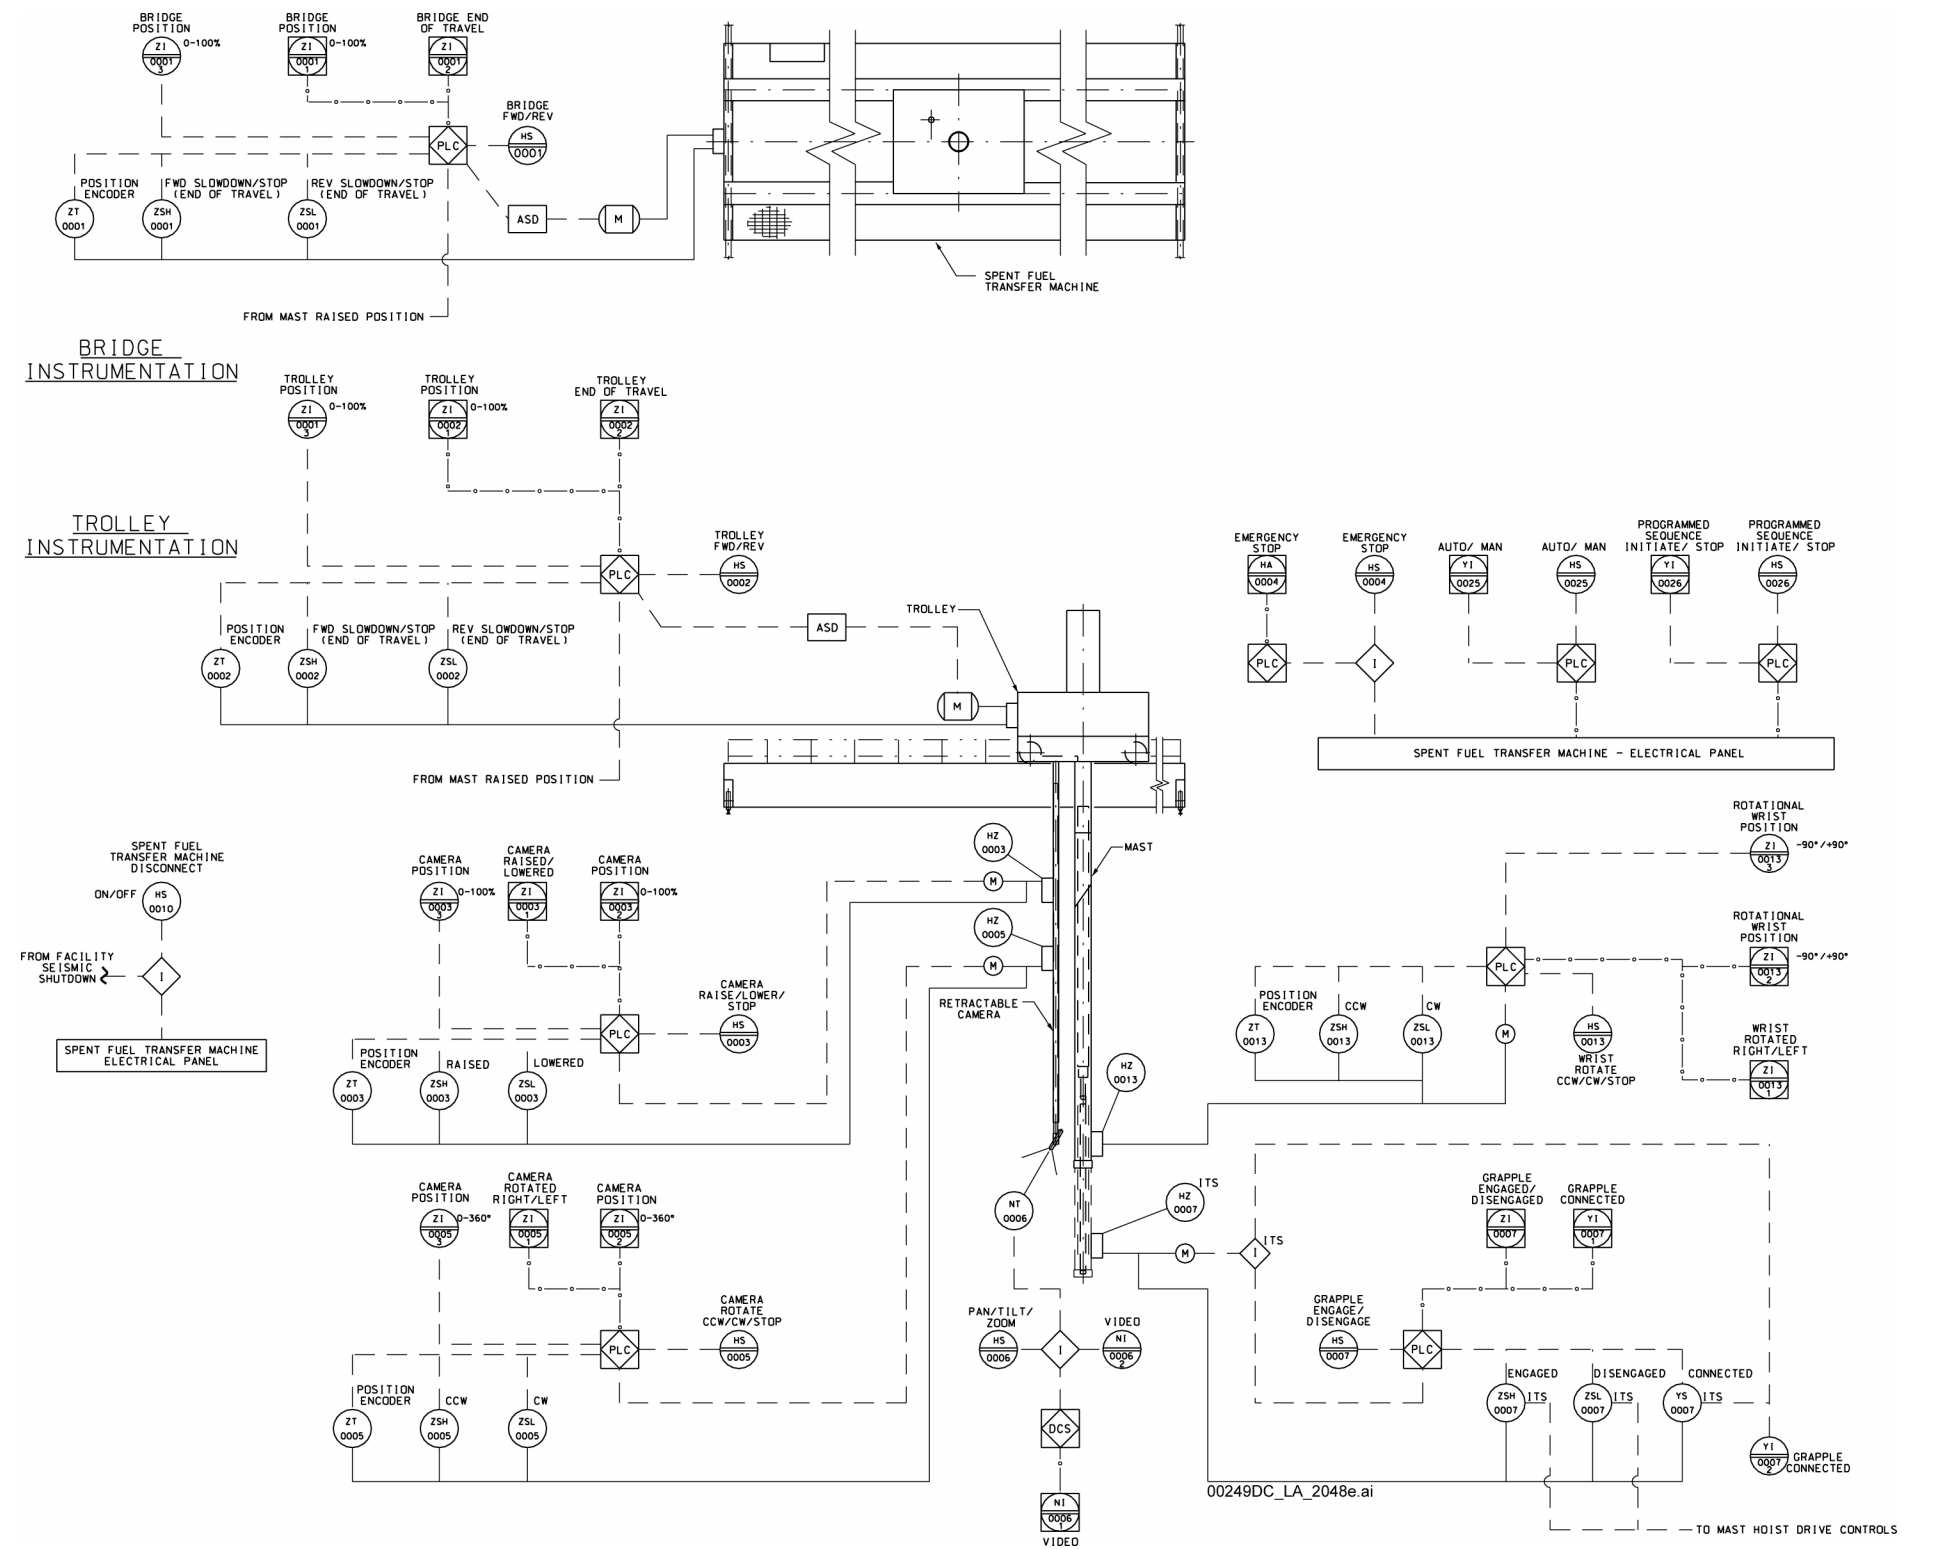 BRIDGE
POSITION
ZI
0001
3
0-100%
BRIDGE
POSITION
ZI
0001
1
0-100%
BRIDGE END
OF TRAVEL
ZI
0001
2
BRIDGE
FWD/REV
HS
0001
PLC
POSITION
ENCODER
ZT
0001
FWD SLOWDOWN/STOP
(END OF TRAVEL)
ZSH
0001
REV SLOWDOWN/STOP
(END OF TRAVEL)
ZSL
0001
ASD
M
SPENT FUEL
TRANSFER MACHINE
FROM MAST RAISED POSITION
BRIDGE
INSTRUMENTATION
TROLLEY
POSITION
ZI
0001
3
0-100%
TROLLEY
POSITION
ZI
0002
1
0-100%
TROLLEY
END OF TRAVEL
ZI
0002
2
TROLLEY
INSTRUMENTATION
TROLLEY
FWD/REV
HS
0002
PLC
POSITION
ENCODER
ZT
0002
FWD SLOWDOWN/STOP
(END OF TRAVEL)
ZSH
0002
REV SLOWDOWN/STOP
(END OF TRAVEL)
ZSL
0002
ASD
M
TROLLEY
FROM MAST RAISED POSITION
EMERGENCY
STOP
HA
0004
EMERGENCY
STOP
HS
0004
AUTO/ MAN
YI
0025
AUTO/ MAN
HS
0025
PROGRAMMED
SEQUENCE
INITIATE/ STOP
YI
0026
PROGRAMMED
SEQUENCE
INITIATE/ STOP
HS
0026
PLC
I
PLC
PLC
SPENT FUEL TRANSFER MACHINE - ELECTRICAL PANEL
SPENT FUEL
TRANSFER MACHINE
DISCONNECT
ON/OFF
HS
0010
FROM FACILITY
SEISMIC
SHUTDOWN
I
SPENT FUEL TRANSFER MACHINE
ELECTRICAL PANEL
CAMERA
POSITION
ZI
0003
3
0-100%
CAMERA
RAISED/
LOWERED
ZI
0003
1
CAMERA
POSITION
ZI
0003
2
0-100%
CAMERA
RAISE/LOWER/
STOP
HS
0003
PLC
POSITION
ENCODER
ZT
0003
RAISED
ZSH
0003
LOWERED
ZSL
0003
HZ
0003
M
HZ
0005
M
MAST
RETRACTABLE
CAMERA
HZ
0013
NT
0006
HZ
0007
ITS
M
I
ITS
ROTATIONAL
WRIST
POSITION
ZI
0013
3
-90°/+90°
ROTATIONAL
WRIST
POSITION
ZI
0013
2
-90°/+90°
WRIST
ROTATED
RIGHT/LEFT
ZI
0013
1
PLC
POSITION
ENCODER
ZT
0013
CCW
ZSH
0013
CW
ZSL
0013
M
HS
0013
WRIST
ROTATE
CCW/CW/STOP
CAMERA
POSITION
ZI
0005
3
0-360°
CAMERA
ROTATED
RIGHT/LEFT
ZI
0005
1
CAMERA
POSITION
ZI
0005
2
0-360°
CAMERA
ROTATE
CCW/CW/STOP
HS
0005
PLC
POSITION
ENCODER
ZT
0005
CCW
ZSH
0005
CW
ZSL
0005
PAN/TILT/
ZOOM
HS
0006
I
VIDEO
NI
0006
2
DCS
NI
0006
1
VIDEO
GRAPPLE
ENGAGED/
DISENGAGED
ZI
0007
GRAPPLE
CONNECTED
YI
0007
1
GRAPPLE
ENGAGE/
DISENGAGE
HS
0007
PLC
ENGAGED
ZSH
0007
ITS
DISENGAGED
ZSL
0007
ITS
CONNECTED
YS
0007
ITS
YI
0007
2
GRAPPLE
CONNECTED
00249DC_LA_2048e.ai
TO MAST HOIST DRIVE CONTROLS